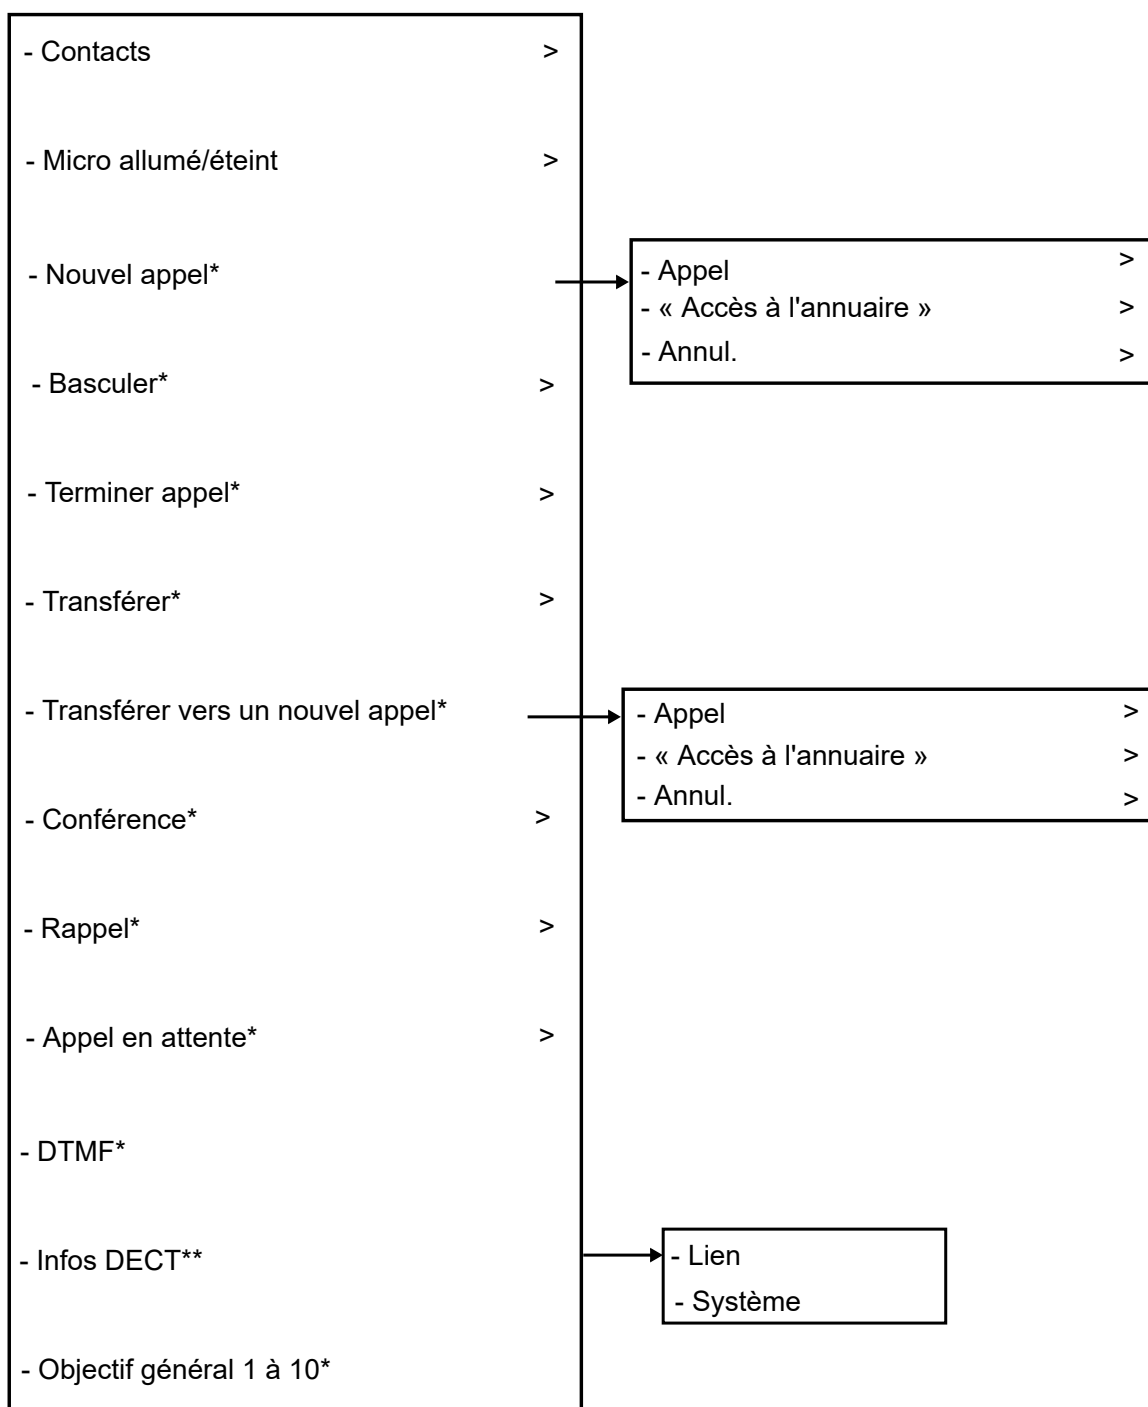 - Contacts >
- Micro allumé/éteint >
- Nouvel appel*
- Appel >
- « Accès à l'annuaire » >
- Annul. >
- Basculer* >
- Terminer appel* >
- Transférer* >
- Transférer vers un nouvel appel*
- Appel >
- « Accès à l'annuaire » >
- Annul. >
- Conférence* >
- Rappel* >
- Appel en attente* >
- DTMF*
- Infos DECT**
- Lien
- Système
- Objectif général 1 à 10*